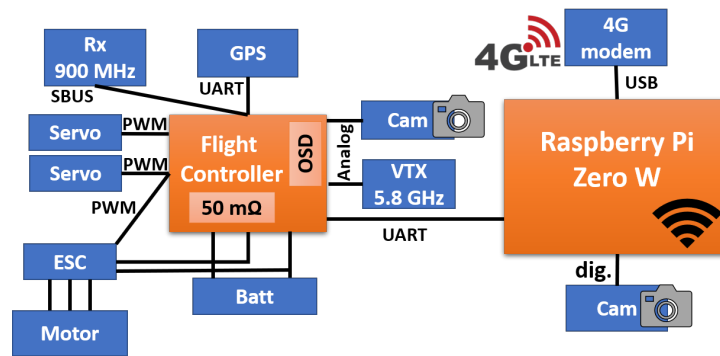 Rx
900 MHz
GPS
4G LTE
4G
modem
SBUS
UART
USB
Servo
PWM
Servo
PWM
PWM
Flight
Controller
OSD
50 mΩ
Analog
Cam
VTX
5.8 GHz
Raspberry Pi
Zero W
UART
ESC
Batt
Motor
dig.
Cam